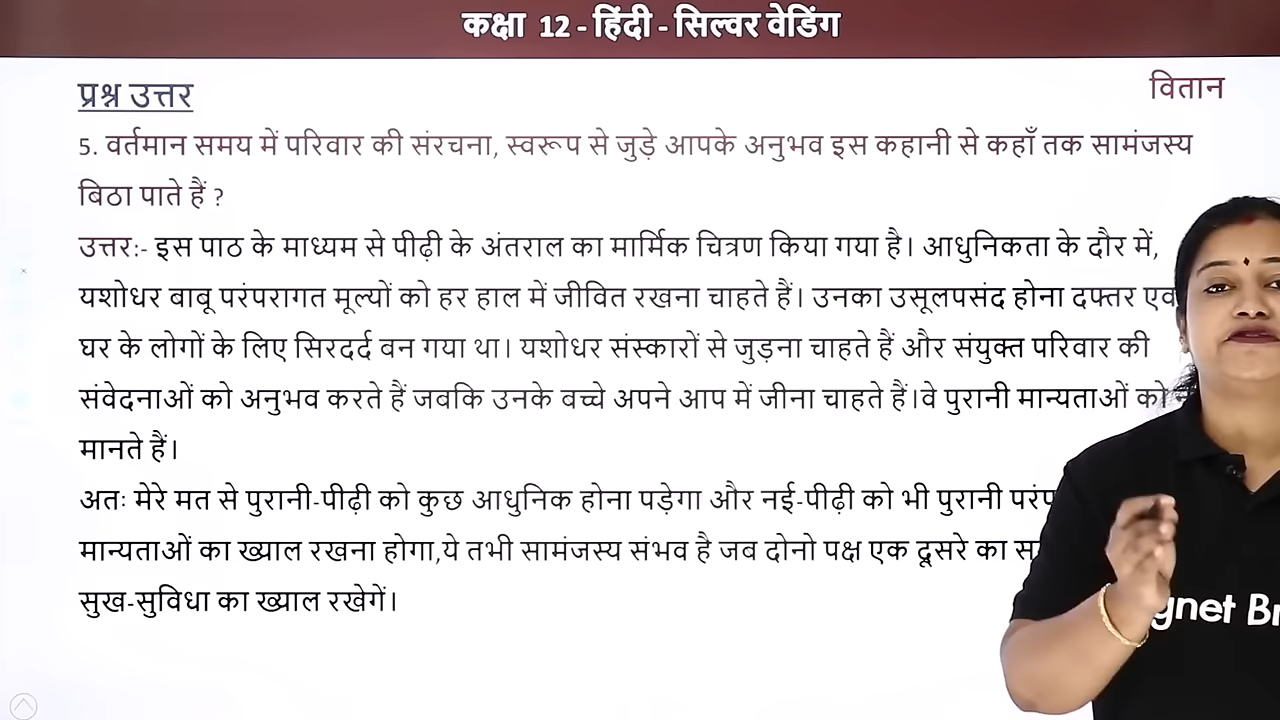 कक्षा 12 - हिंदी - सिल्वर वेडिंग
प्रश्न उत्तर
वितान
5. वर्तमान समय में परिवार की संरचना, स्वरूप से जुड़े आपके अनुभव इस कहानी से कहाँ तक सामंजस्य
बिठा पाते हैं ?
उत्तर:- इस पाठ के माध्यम से पीढ़ी के अंतराल का मार्मिक चित्रण किया गया है। आधुनिकता के दौर में,
यशोधर बाबू परंपरागत मूल्यों को हर हाल में जीवित रखना चाहते हैं। उनका उसूलपसंद होना दफ्तर एव
घर के लोगों के लिए सिरदर्द बन गया था। यशोधर संस्कारों से जुड़ना चाहते हैं और संयुक्त परिवार की
संवेदनाओं को अनुभव करते हैं जबकि उनके बच्चे अपने आप में जीना चाहते हैं।वे पुरानी मान्यताओं को
मानते हैं।
अतः मेरे मत से पुरानी-पीढ़ी को कुछ आधुनिक होना पड़ेगा और नई-पीढ़ी को भी पुरानी
मान्यताओं का ख्याल रखना होगा,ये तभी सामंजस्य संभव है जब दोनो पक्ष एक दूसरे का
सुख-सुविधा का ख्याल रखेगें।
gnet Br